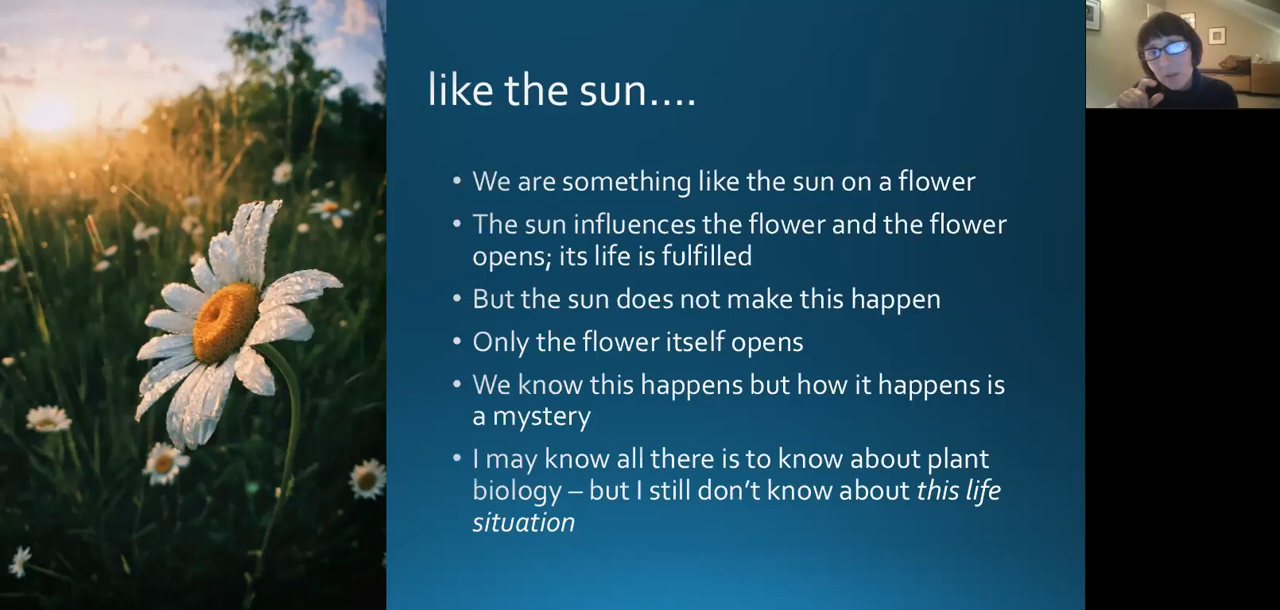 like the sun....
• We are something like the sun on a flower
• The sun influences the flower and the flower
opens; its life is fulfilled
• But the sun does not make this happen
• Only the flower itself opens
• We know this happens but how it happens is
a mystery
• I may know all there is to know about plant
biology – but I still don’t know about this life
situation